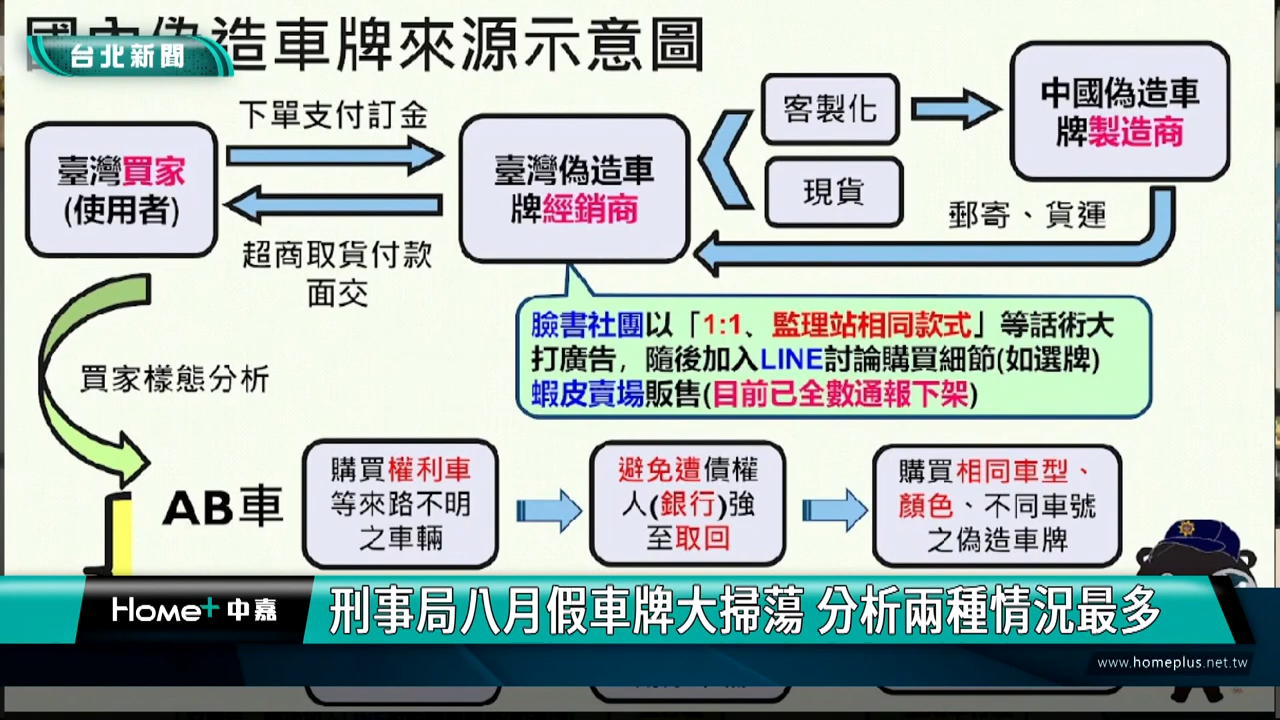 國內偽造車牌來源示意圖
台北新聞
下單支付訂金
臺灣買家
(使用者)
超商取貨付款
面交
臺灣偽造車
牌經銷商
客製化
現貨
中國偽造車
牌製造商
郵寄、貨運
臉書社團以「1:1、監理站相同款式」等話術大
打廣告，隨後加入LINE討論購買細節(如選牌)
蝦皮賣場販售(目前已全數通報下架)
買家樣態分析
AB車
購買權利車
等來路不明
之車輛
避免遭債權
人(銀行)強
至取回
購買相同車型、
顏色、不同車號
之偽造車牌
Home+中嘉
刑事局八月假車牌大掃蕩 分析兩種情況最多
www.homeplus.net.tw